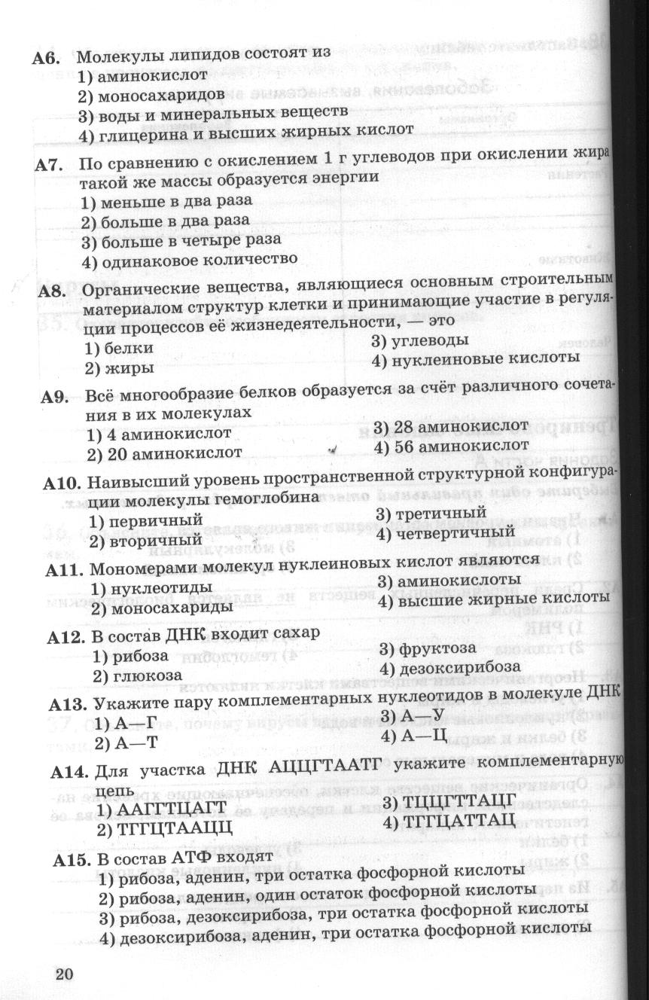 А6. Молекулы липидов состоят из
1) аминокислот
2) моносахаридов
3) воды и минеральных веществ
4) глицерина и высших жирных кислот
А7. По сравнению с окислением 1 г углеводов при окислении жира
такой же массы образуется энергии
1) меньше в два раза
2) больше в два раза
3) больше в четыре раза
4) одинаковое количество
А8. Органические вещества, являющиеся основным строительным
материалом структур клетки и принимающие участие в регуля-
ции процессов её жизнедеятельности, — это
1) белки 3) углеводы
2) жиры 4) нуклеиновые кислоты
А9. Всё многообразие белков образуется за счёт различного сочета-
ния в их молекулах
1) 4 аминокислот 3) 28 аминокислот
2) 20 аминокислот 4) 56 аминокислот
А10. Наивысший уровень пространственной структурной конфигура-
ции молекулы гемоглобина
1) первичный 3) третичный
2) вторичный 4) четвертичный
А11. Мономерами молекул нуклеиновых кислот являются
1) нуклеотиды 3) аминокислоты
2) моносахариды 4) высшие жирные кислоты
А12. В состав ДНК входит сахар
1) рибоза 3) фруктоза
2) глюкоза 4) дезоксирибоза
А13. Укажите пару комплементарных нуклеотидов в молекуле ДНК
1) А—Г 3) А—У
2) А—Т 4) А—Ц
А14. Для участка ДНК АЦЦГТААТГ укажите комплементарную
цепь
1) ААГГТЦАГТ 3) ТЦЦГТТАЦГ
2) ТГГЦТААЦЦ 4) ТГГЦАТТАЦ
А15. В состав АТФ входят
1) рибоза, аденин, три остатка фосфорной кислоты
2) рибоза, аденин, один остаток фосфорной кислоты
3) рибоза, дезоксирибоза, три остатка фосфорной кислоты
4) дезоксирибоза, аденин, три остатка фосфорной кислоты
20